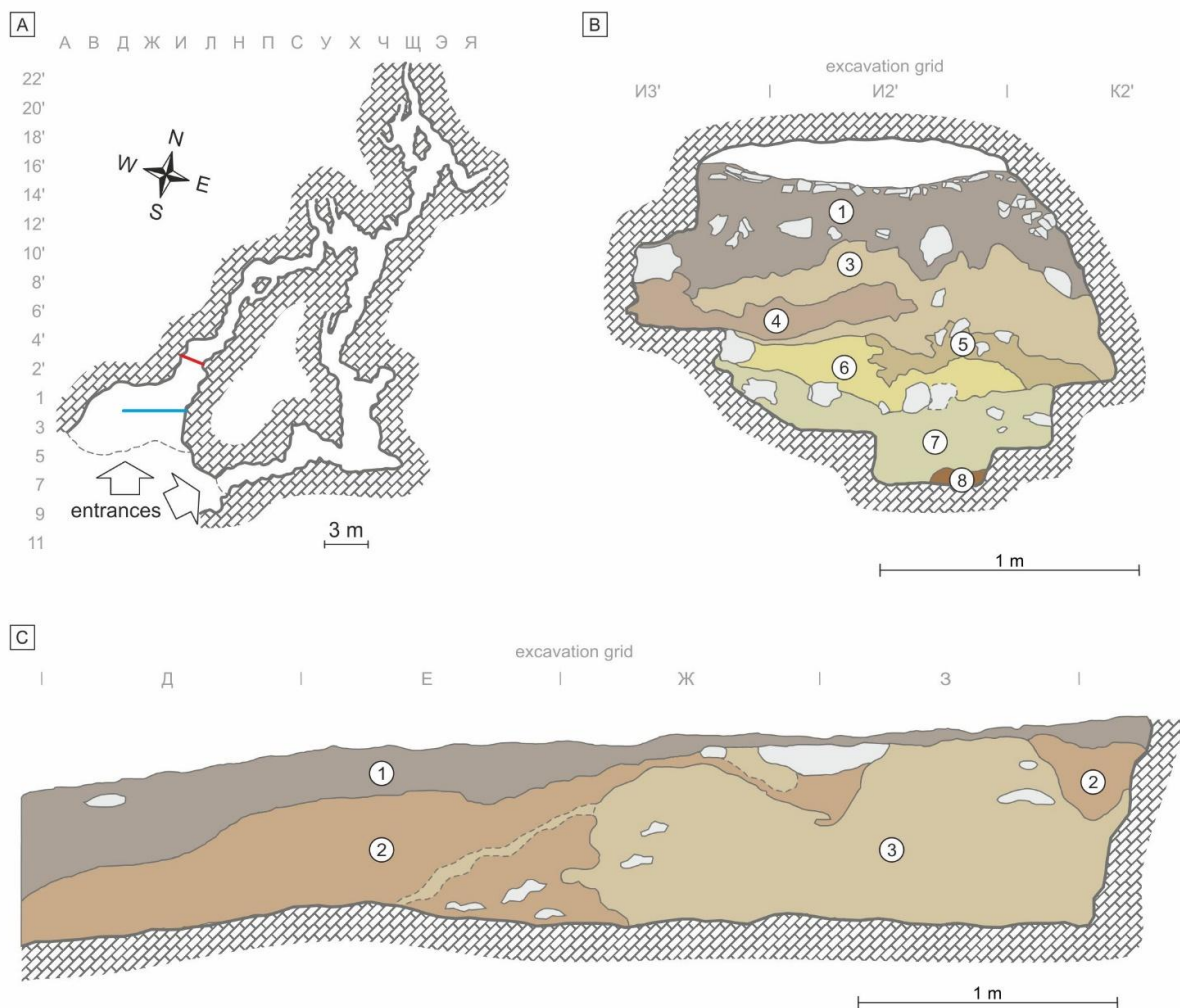 A
А В Д Ж И Л Н П С У Х Ч Щ Э Я
22'
20'
18'
16'
14'
12'
10'
8'
6'
4'
2'
1
3
5
7
9
11
N
W
E
S
entrances
3 m
B
excavation grid
И3' I И2' I К2'
1
3
4
5
6
7
8
1 m
C
excavation grid
I Д I Е I Ж I З I
1
2
2
3
1 m